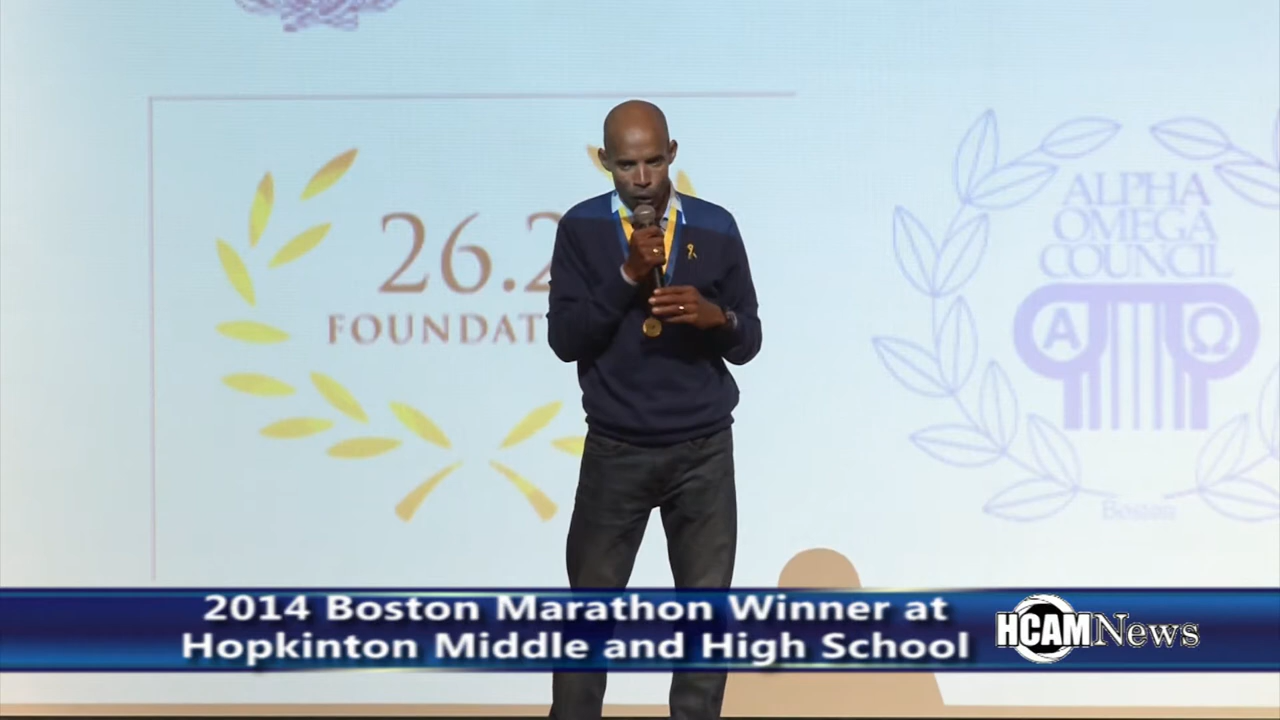 26.2
FOUNDAT
ALPHA
OMEGA
COUNCIL
Α Ω
Boston
2014 Boston Marathon Winner at
Hopkinton Middle and High School
HCAM News